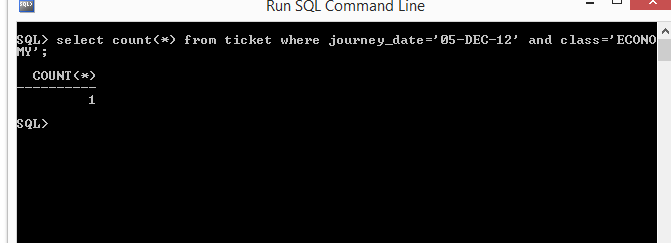 Run SQL Command Line
SQL> select count(*) from ticket where journey_date='05-DEC-12' and class='ECONO
MY';
COUNT(*)
----------
1
SQL>